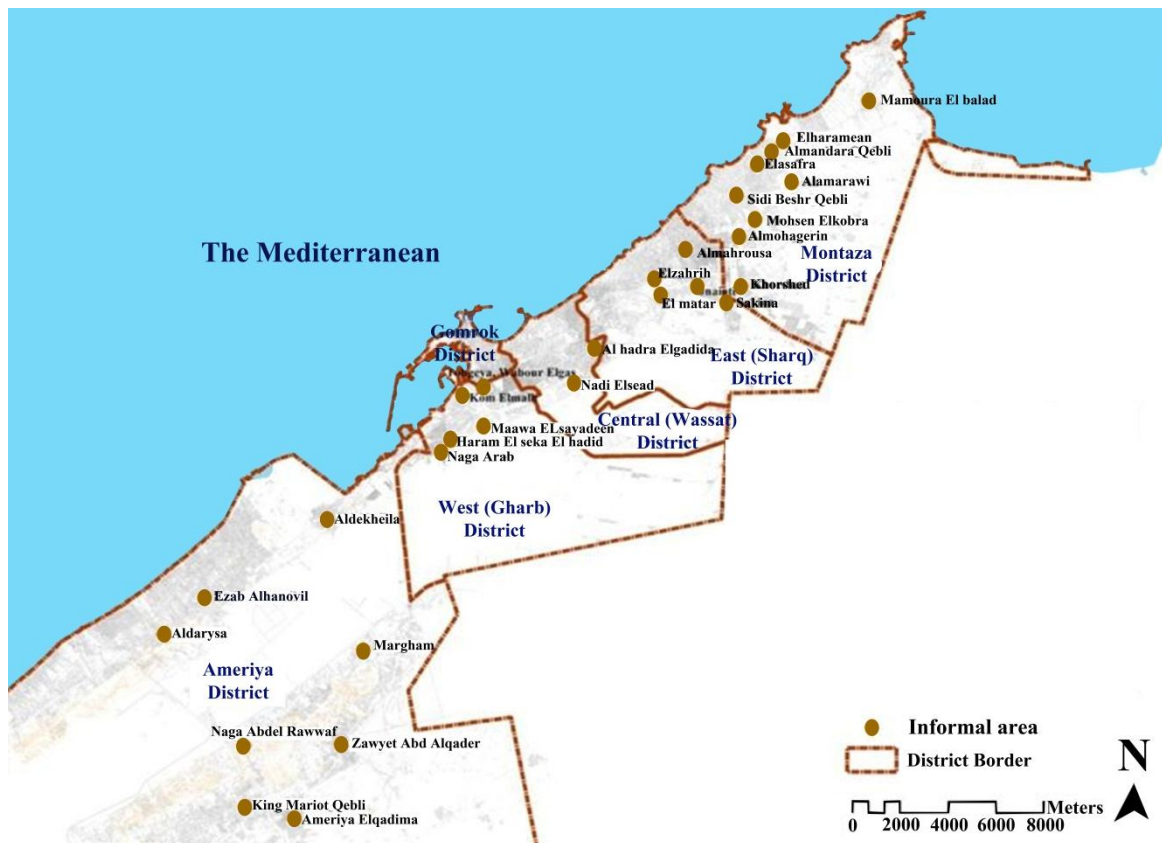 Mamoura El balad
Elharamean
Almandara Qebli
Elasafra
Alamarawi
Sidi Beshr Qebli
Mohsen Elkobra
Almohagerin
The Mediterranean
Almahrousa
Montaza
District
Elzahrih
Khorshed
El matar
Sakina
Gomrok
District
Al hadra Elgadida
East (Sharq)
District
Wabour Elgas
Nadi Elsead
Kom Elmalh
Central (Wassat)
District
Maawa ELsayadeen
Haram El seka El hadid
Naga Arab
West (Gharb)
District
Aldekheila
Ezab Alhanovil
Aldarysa
Margham
Ameriya
District
Naga Abdel Rawwaf
Zawyet Abd Alqader
Informal area
District Border
N
King Mariot Qebli
Ameriya Elqadima
Meters
0 2000 4000 6000 8000